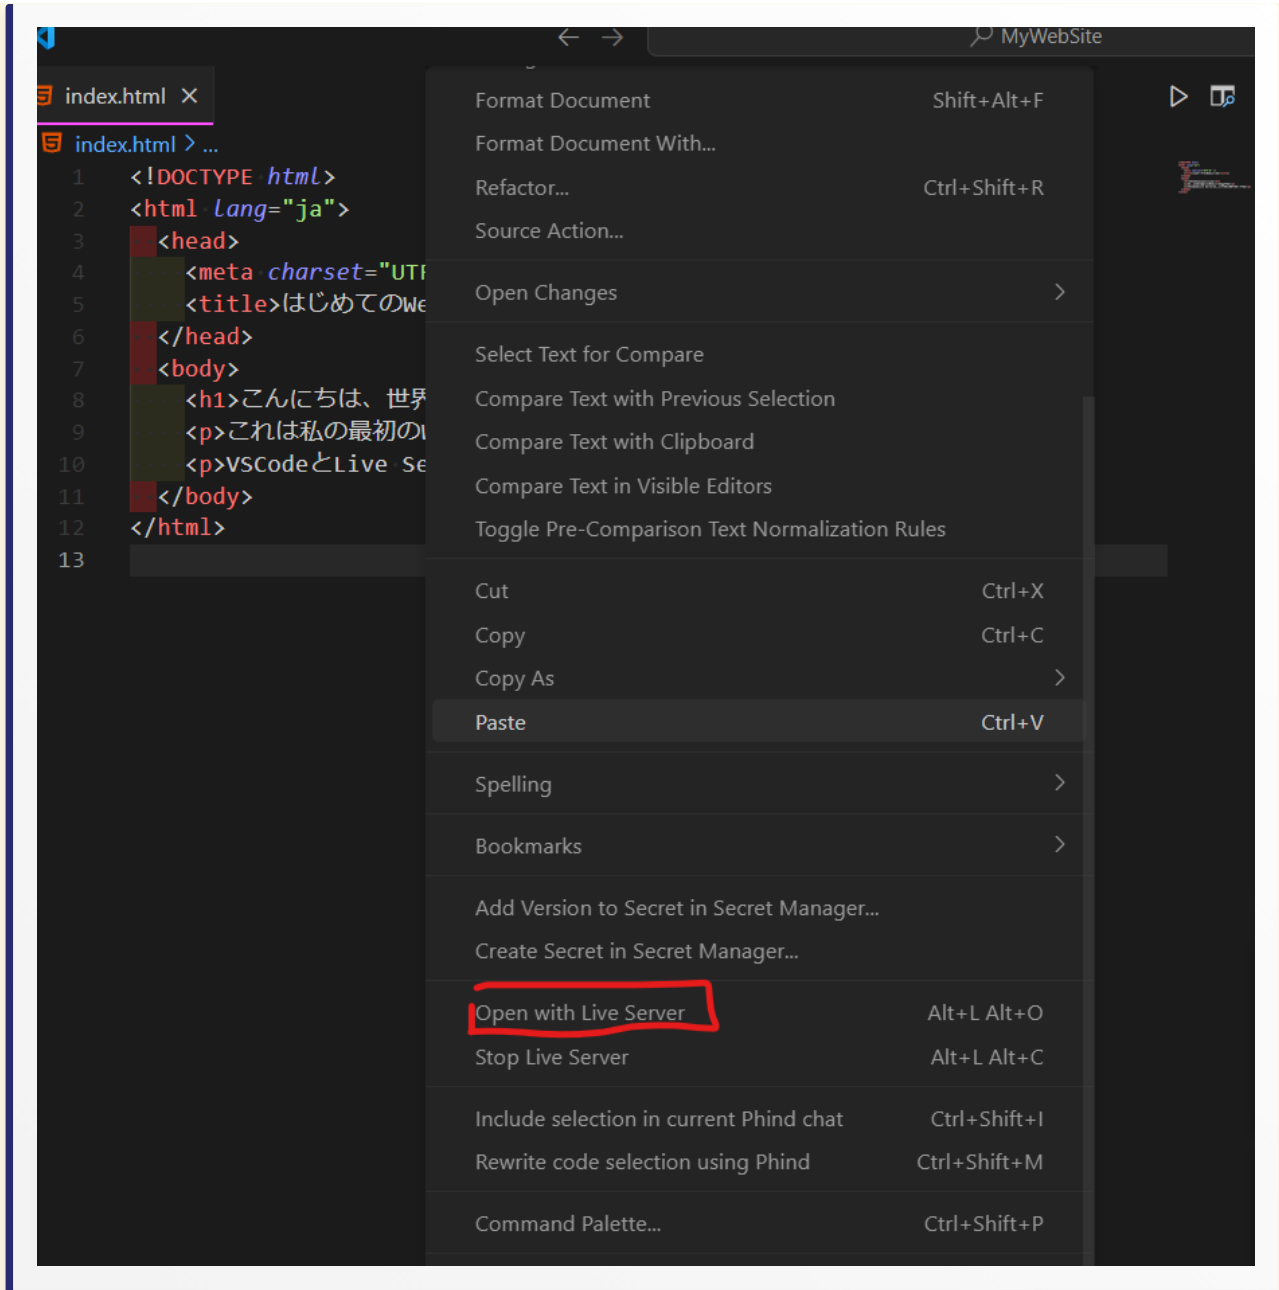 MyWebSite
index.html
index.html > ...
1 <!DOCTYPE html>
2 <html lang="ja">
3 <head>
4 <meta charset="UTF
5 <title>はじめてのWe
6 </head>
7 <body>
8 <h1>こんにちは、世界
9 <p>これは私の最初の
10 <p>VSCodeとLive Se
11 </body>
12 </html>
13
Format Document Shift+Alt+F
Format Document With...
Refactor... Ctrl+Shift+R
Source Action...
Open Changes
Select Text for Compare
Compare Text with Previous Selection
Compare Text with Clipboard
Compare Text in Visible Editors
Toggle Pre-Comparison Text Normalization Rules
Cut Ctrl+X
Copy Ctrl+C
Copy As
Paste Ctrl+V
Spelling
Bookmarks
Add Version to Secret in Secret Manager...
Create Secret in Secret Manager...
Open with Live Server Alt+L Alt+O
Stop Live Server Alt+L Alt+C
Include selection in current Phind chat Ctrl+Shift+I
Rewrite code selection using Phind Ctrl+Shift+M
Command Palette... Ctrl+Shift+P